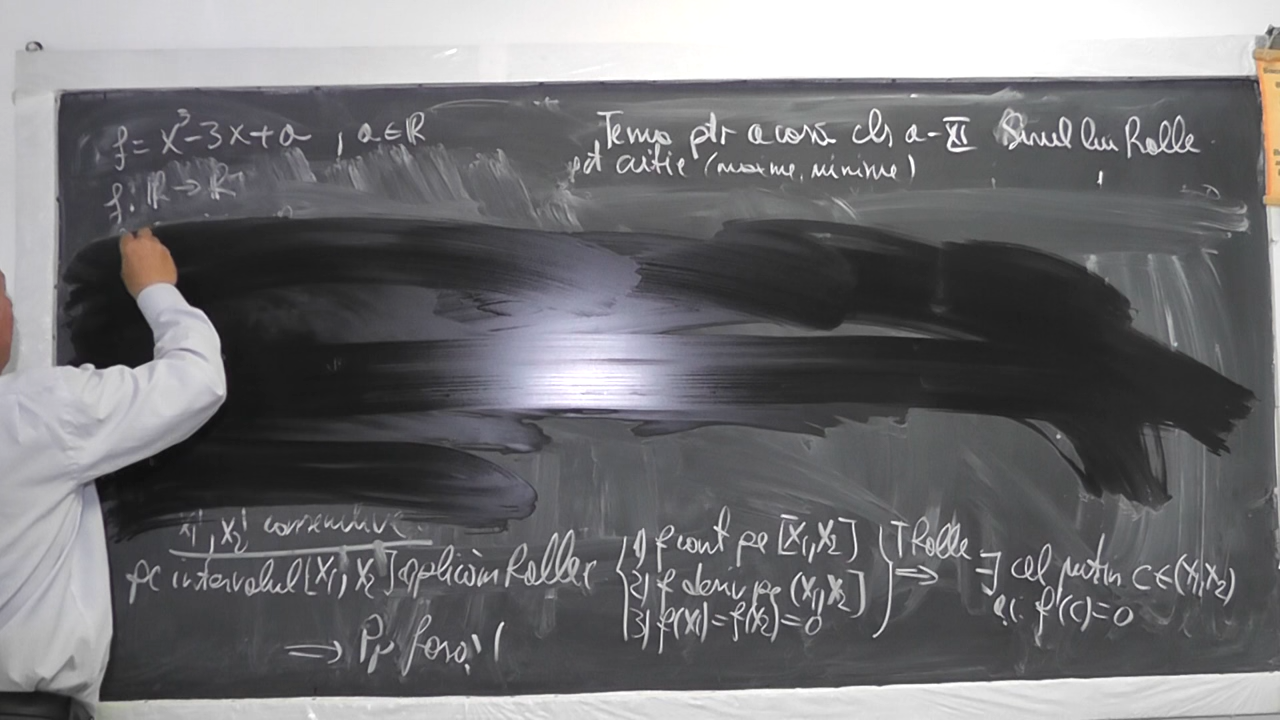 f = x³-3x+a , a∈ℝ
f: ℝ → ℝ
Tema ptr acasă cls a-XI Șirul lui Rolle
pct critice (maxime, minime)
x₁, x₂ consecutive
pe intervalul [x₁, x₂] aplicăm Rolle
1) f cont pe [x₁, x₂]
2) f deriv pe (x₁, x₂)
3) f(x₁) = f(x₂) = 0
T Rolle ⇒ ∃ cel puțin c∈(x₁, x₂)
a.i. f'(c)=0
⇒ Pr